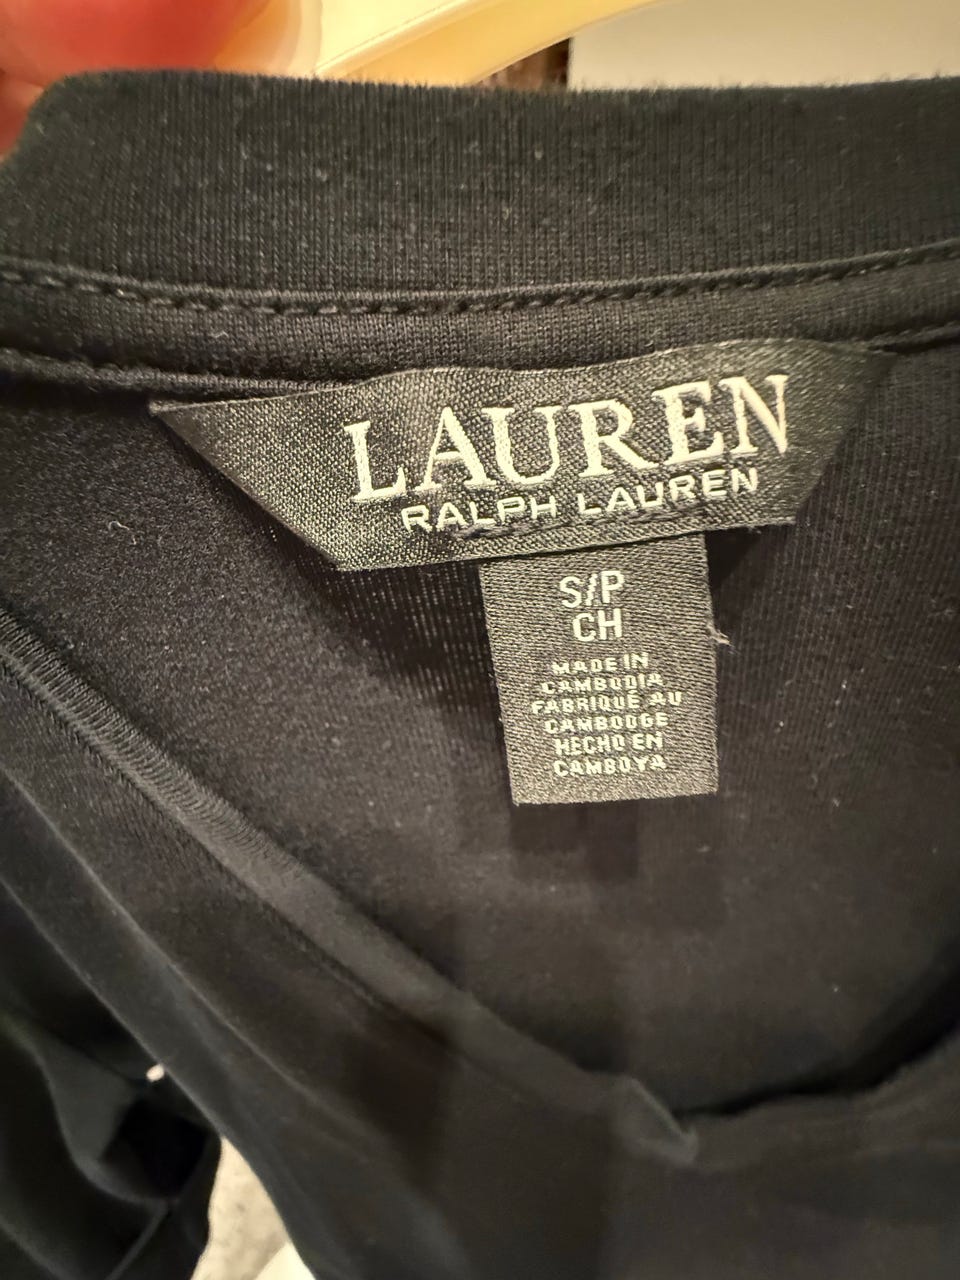 LAUREN
RALPH LAUREN
S/P
CH
MADE IN
CAMBODIA
FABRIQUÉ AU
CAMBODGE
HECHO EN
CAMBOYA